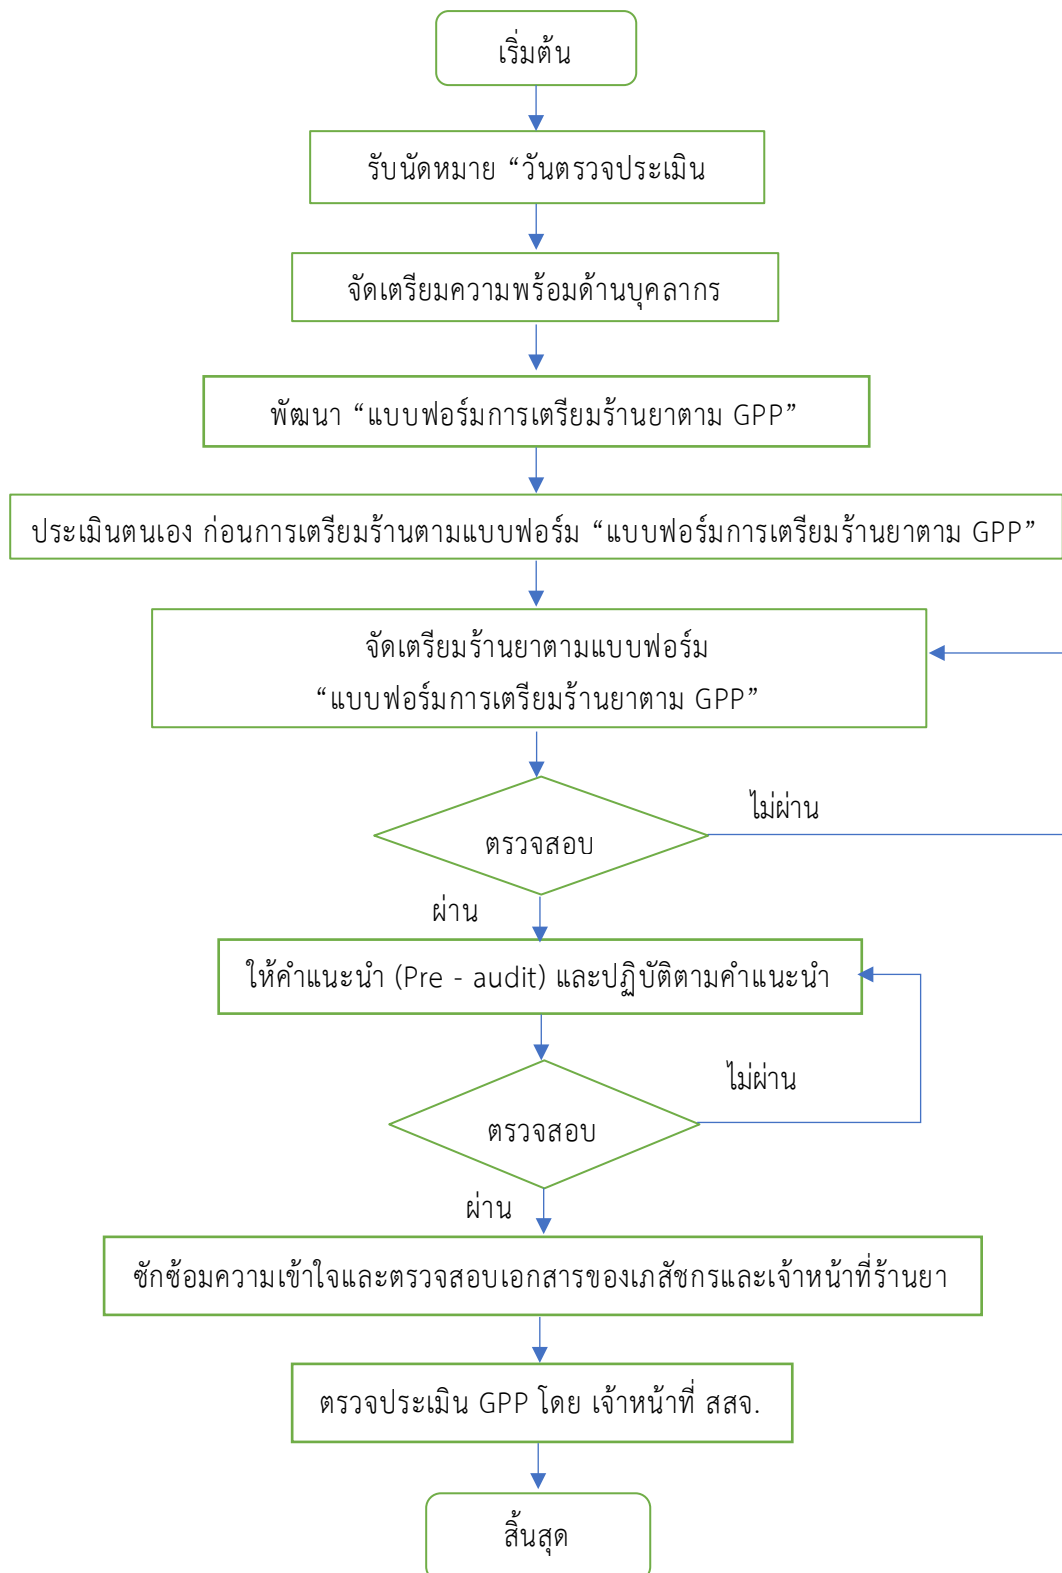 เริ่มต้น
รับนัดหมาย “วันตรวจประเมิน
จัดเตรียมความพร้อมด้านบุคลากร
พัฒนา “แบบฟอร์มการเตรียมร้านยาตาม GPP”
ประเมินตนเอง ก่อนการเตรียมร้านตามแบบฟอร์ม “แบบฟอร์มการเตรียมร้านยาตาม GPP”
จัดเตรียมร้านยาตามแบบฟอร์ม
“แบบฟอร์มการเตรียมร้านยาตาม GPP”
ไม่ผ่าน
ตรวจสอบ
ผ่าน
ให้คำแนะนำ (Pre - audit) และปฏิบัติตามคำแนะนำ
ไม่ผ่าน
ตรวจสอบ
ผ่าน
ซักซ้อมความเข้าใจและตรวจสอบเอกสารของเภสัชกรและเจ้าหน้าที่ร้านยา
ตรวจประเมิน GPP โดย เจ้าหน้าที่ สสจ.
สิ้นสุด